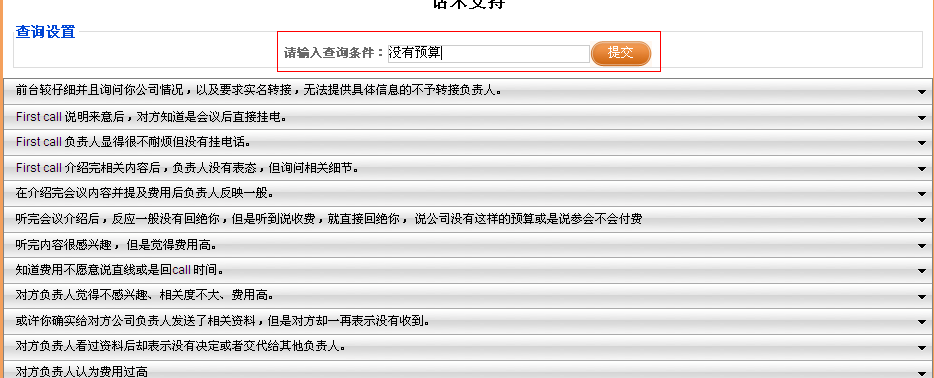 话术支持
查询设置
请输入查询条件：没有预算 提交
前台较仔细并且询问你公司情况，以及要求实名转接，无法提供具体信息的不予转接负责人。
First call 说明来意后，对方知道是会议后直接挂电。
First call 负责人显得很不耐烦但没有挂电话。
First call 介绍完相关内容后，负责人没有表态，但询问相关细节。
在介绍完会议内容并提及费用后负责人反映一般。
听完会议介绍后，反应一般没有回绝你，但是听到说收费，就直接回绝你， 说公司没有这样的预算或是说参会不会付费
听完内容很感兴趣， 但是觉得费用高。
知道费用不愿意说直线或是回call 时间。
对方负责人觉得不感兴趣、相关度不大、费用高。
或许你确实给对方公司负责人发送了相关资料，但是对方却一再表示没有收到。
对方负责人看过资料后却表示没有决定或者交代给其他负责人。
对方负责人认为费用过高